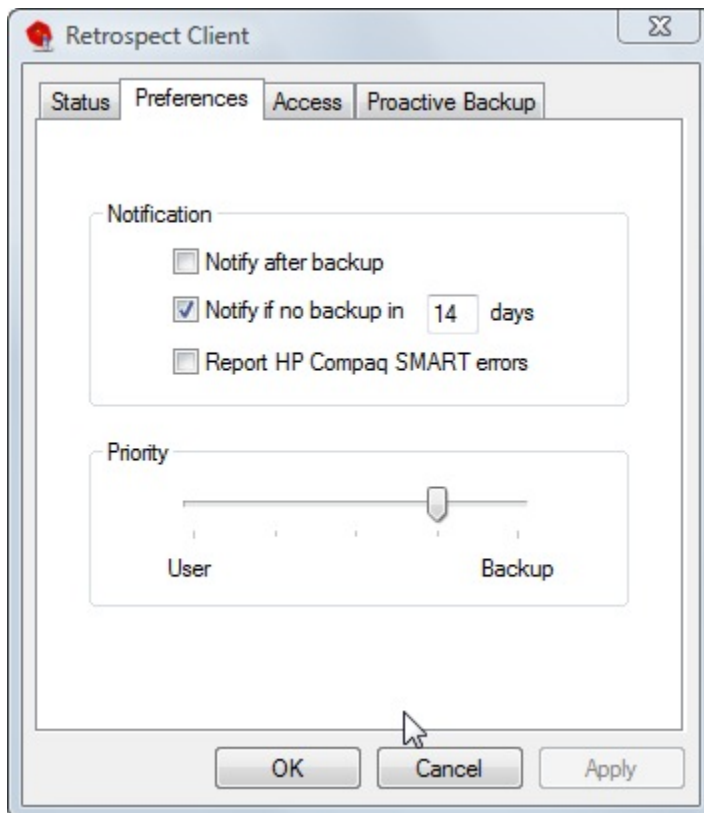 Retrospect Client
Status Preferences Access Proactive Backup
Notification
Notify after backup
Notify if no backup in 14 days
Report HP Compaq SMART errors
Priority
User Backup
OK Cancel Apply